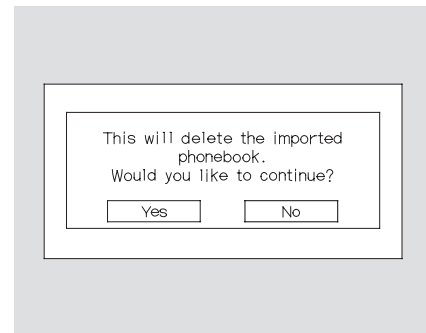 This will delete the imported
phonebook.
Would you like to continue?
Yes
No